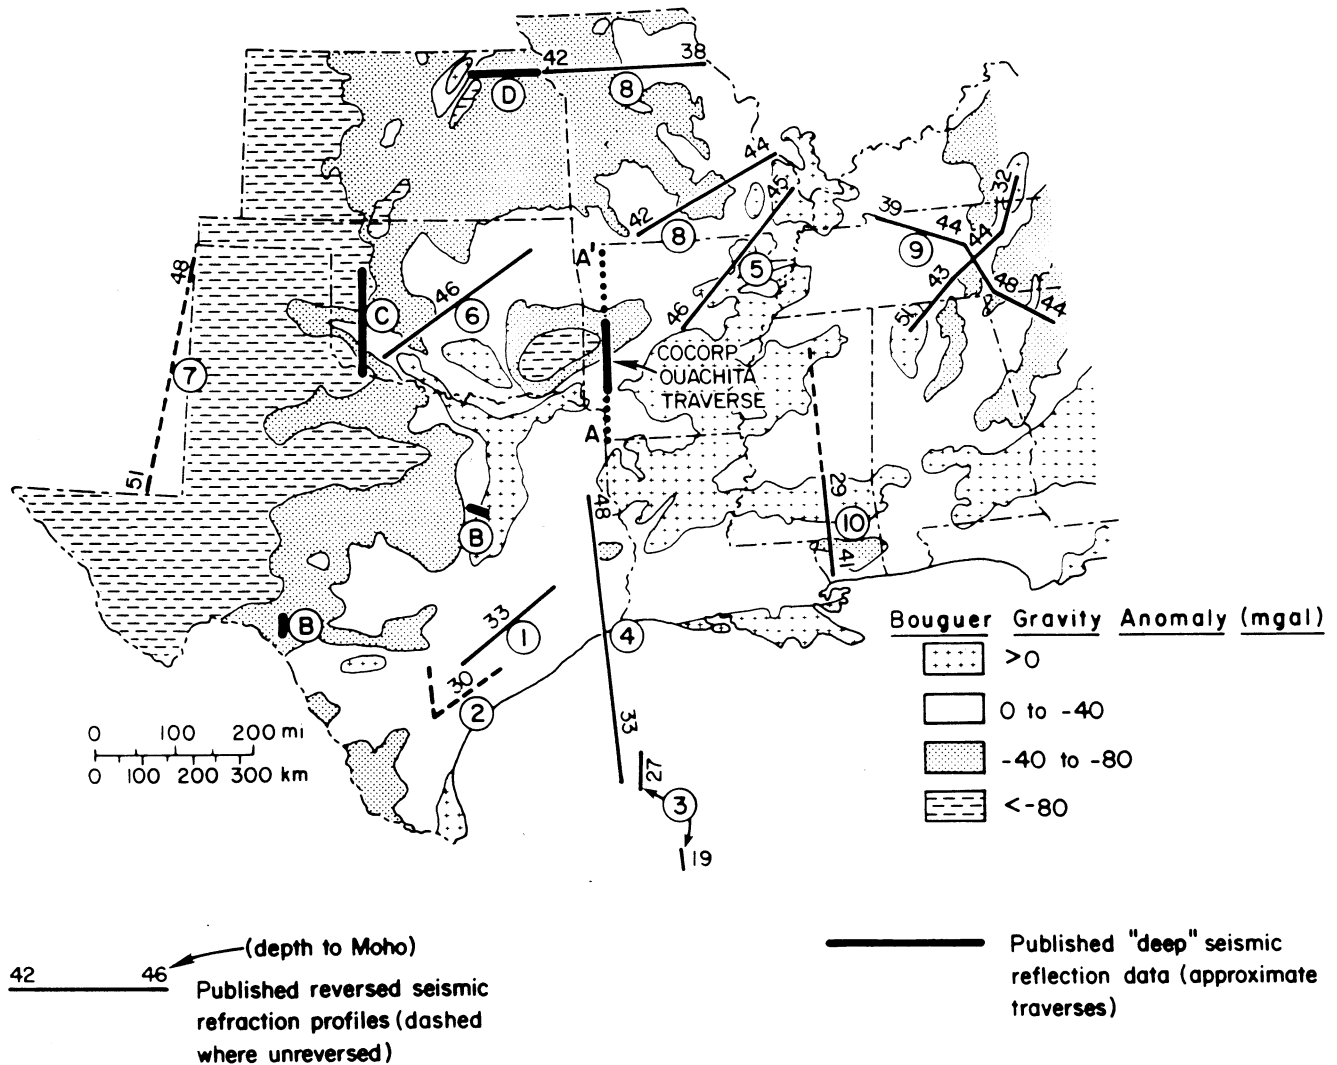 42
38
D
8
44
45
42
8
32
39
44
44
9
43
48
44
51
A'
5
48
46
6
46
C
7
COCORP
OUACHITA
TRAVERSE
A
51
48
29
10
B
41
B
33
1
4
30
2
33
27
3
19
Bouguer Gravity Anomaly (mgal)
>0
0 to -40
-40 to -80
<-80
0 100 200 mi
0 100 200 300 km
(depth to Moho)
42 46
Published reversed seismic
refraction profiles (dashed
where unreversed)
Published "deep" seismic
reflection data (approximate
traverses)